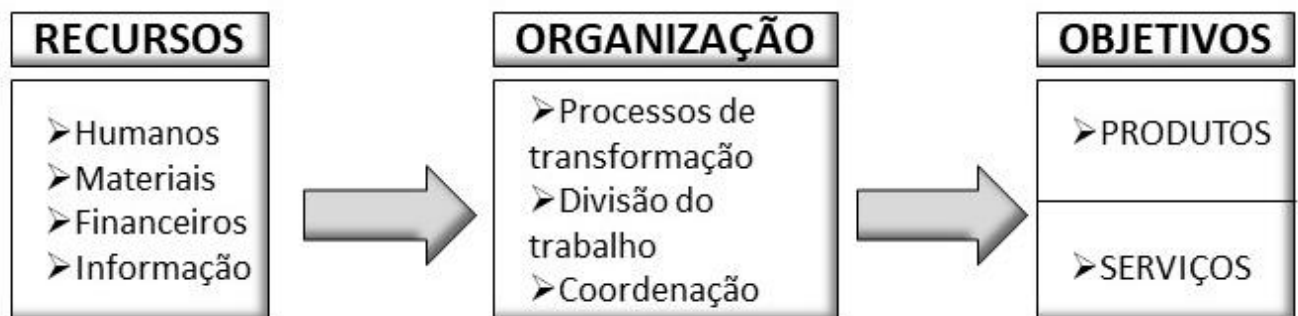 RECURSOS
➢Humanos
➢Materiais
➢Financeiros
➢Informação
ORGANIZAÇÃO
➢Processos de
transformação
➢Divisão do
trabalho
➢Coordenação
OBJETIVOS
➢PRODUTOS
➢SERVIÇOS